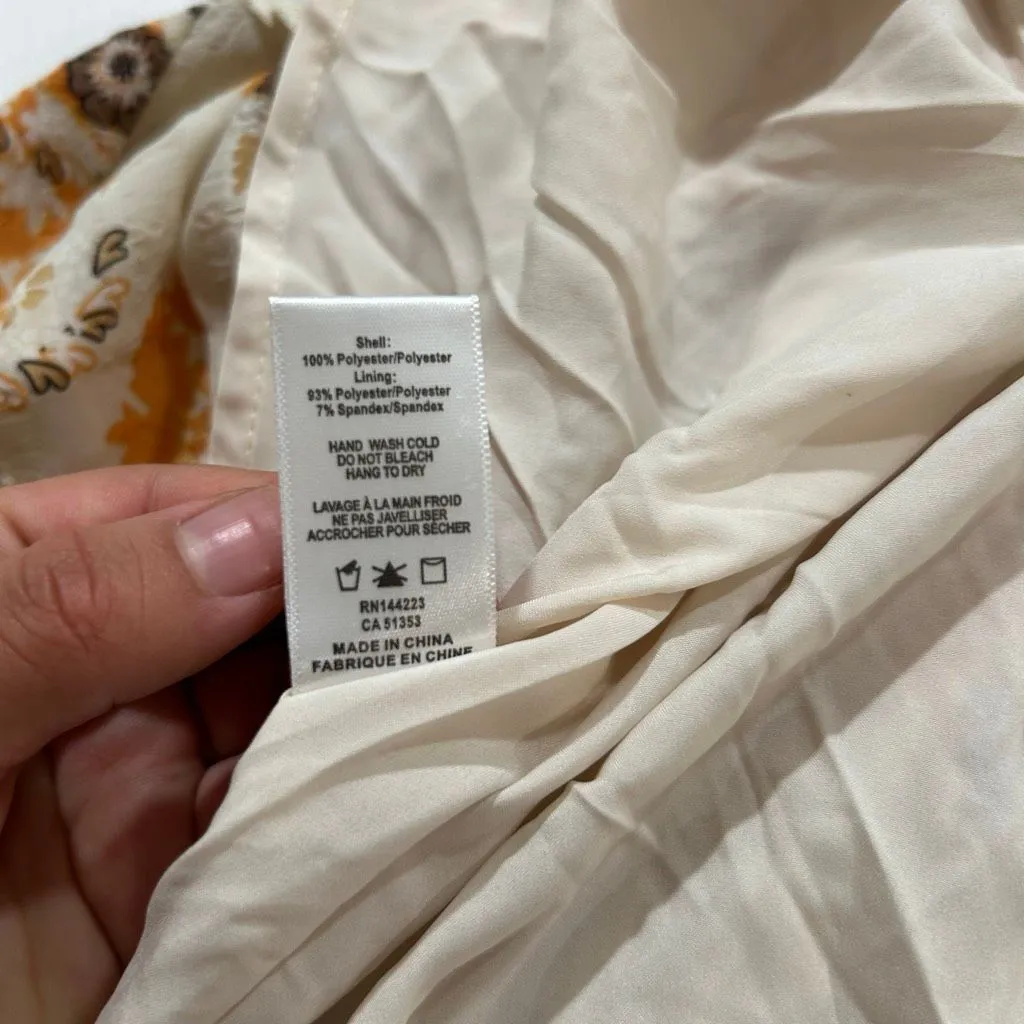 Shell:
100% Polyester/Polyester
Lining:
93% Polyester/Polyester
7% Spandex/Spandex
HAND WASH COLD
DO NOT BLEACH
HANG TO DRY
LAVAGE À LA MAIN FROID
NE PAS JAVELLISER
ACCROCHER POUR SÉCHER
RN144223
CA 51353
MADE IN CHINA
FABRIQUE EN CHINE